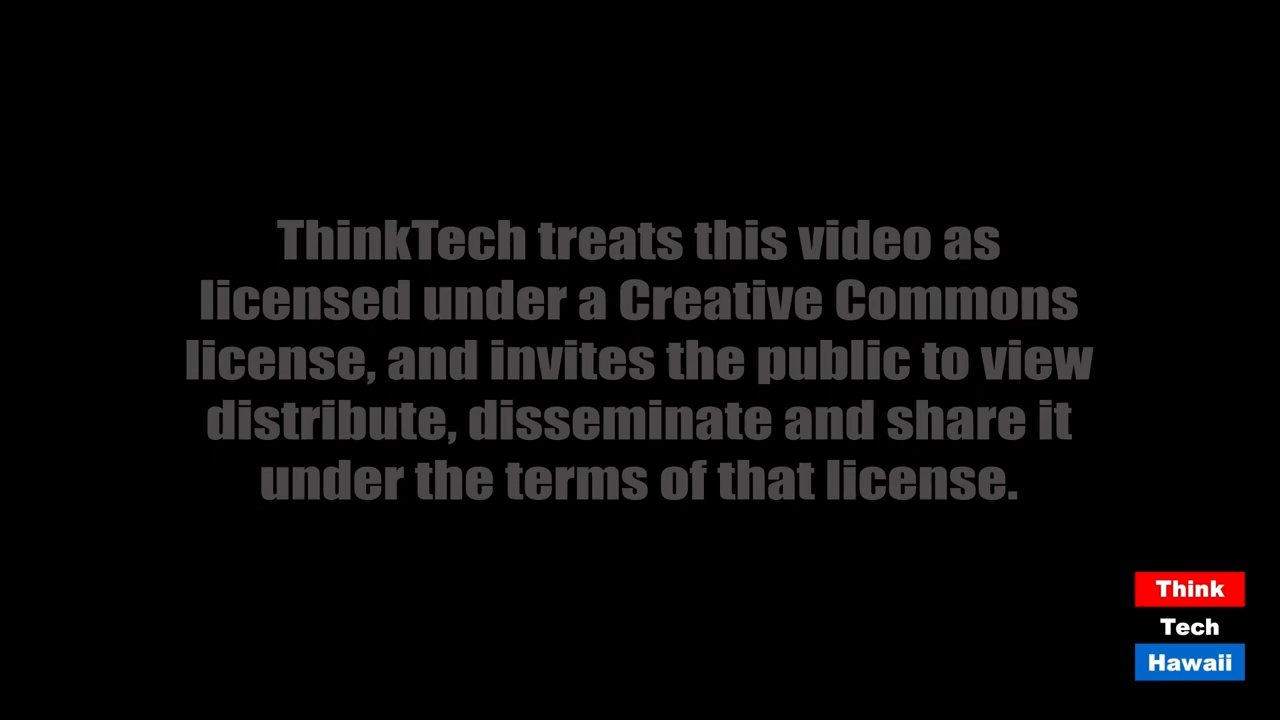 ThinkTech treats this video as
licensed under a Creative Commons
license, and invites the public to view
distribute, disseminate and share it
under the terms of that license.
Think
Tech
Hawaii